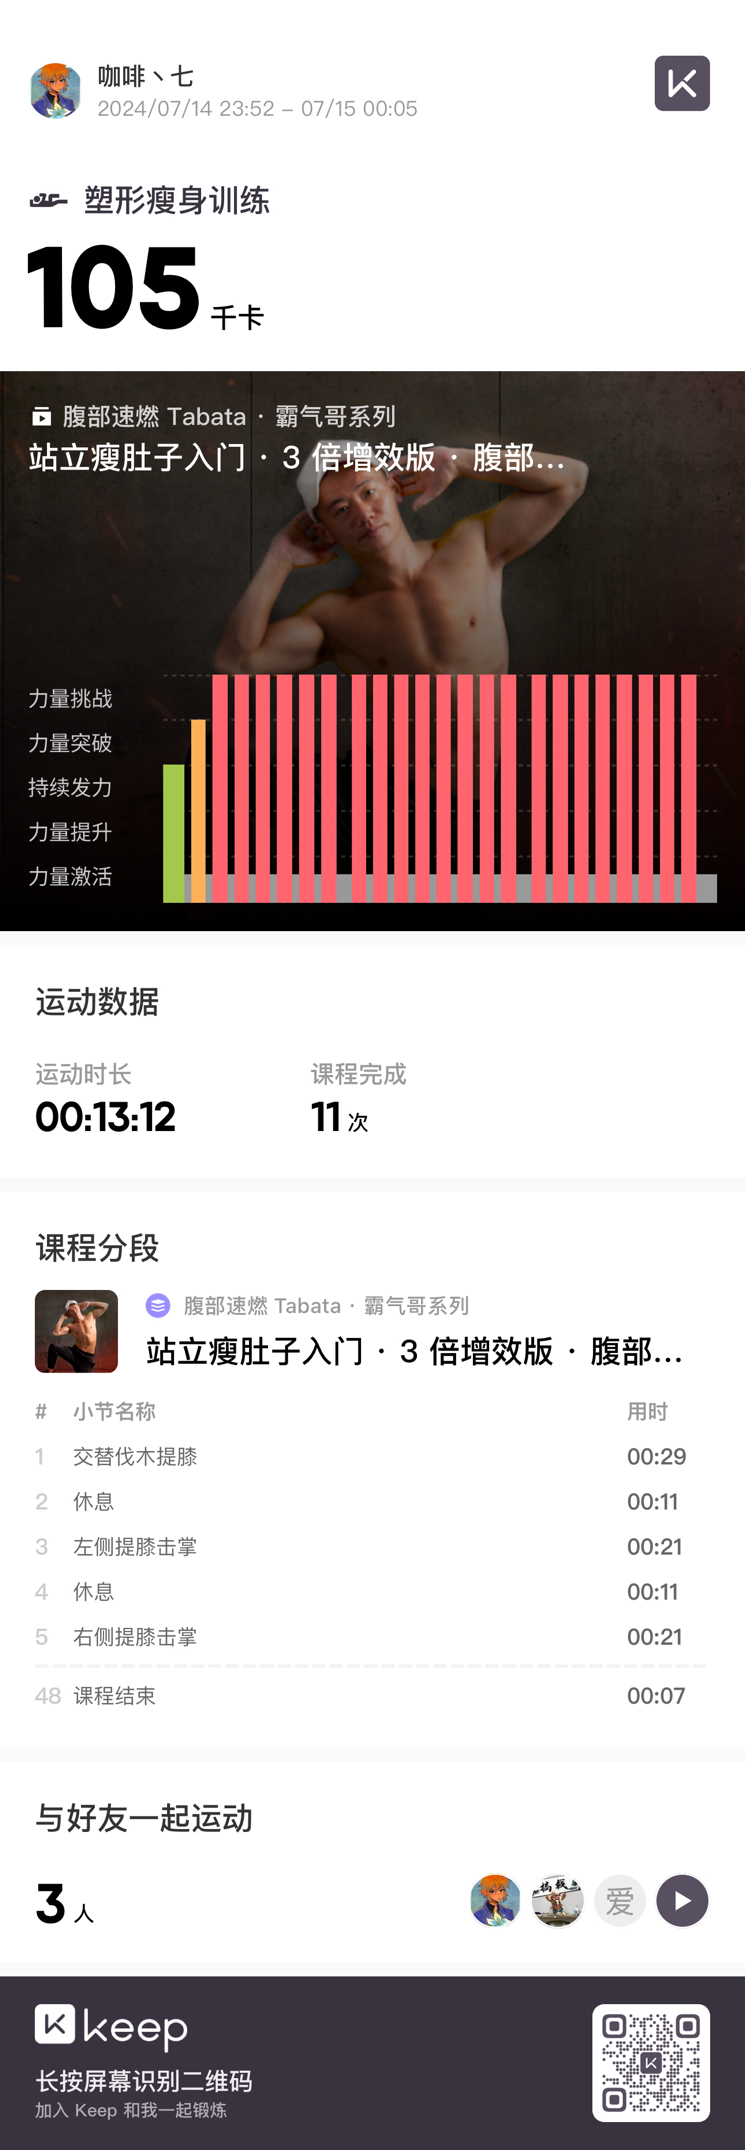 咖啡丶七
2024/07/14 23:52 – 07/15 00:05
塑形瘦身训练
105 千卡
腹部速燃 Tabata · 霸气哥系列
站立瘦肚子入门 · 3 倍增效版 · 腹部...
力量挑战
力量突破
持续发力
力量提升
力量激活
运动数据
运动时长 课程完成
00:13:12 11 次
课程分段
腹部速燃 Tabata · 霸气哥系列
站立瘦肚子入门 · 3 倍增效版 · 腹部...
# 小节名称 用时
1 交替伐木提膝 00:29
2 休息 00:11
3 左侧提膝击掌 00:21
4 休息 00:11
5 右侧提膝击掌 00:21
48 课程结束 00:07
与好友一起运动
3 人 爱
keep
长按屏幕识别二维码
加入 Keep 和我一起锻炼